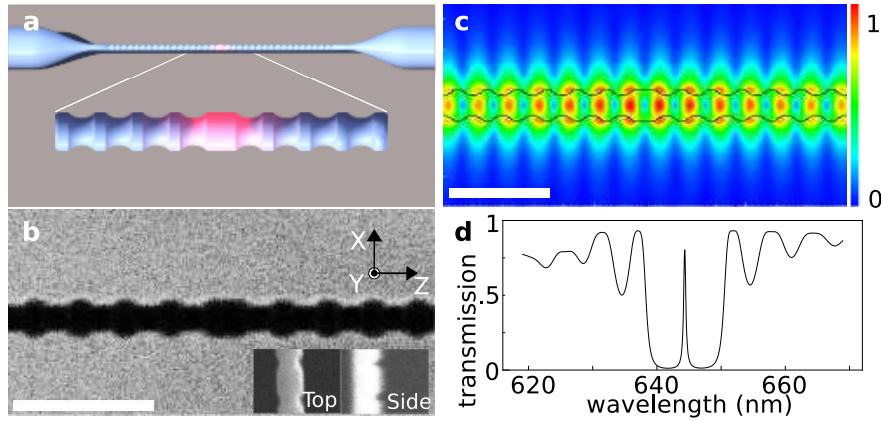 a
b
X
Y
Z
Top
Side
c
1
0
d
transmission
1
.5
0
620
640
660
wavelength (nm)